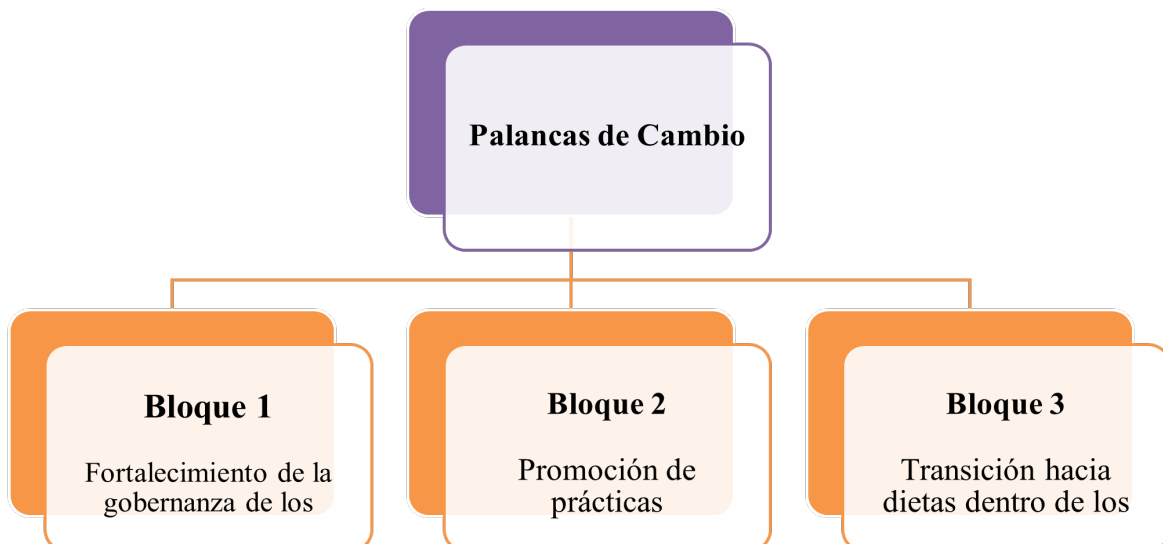 Palancas de Cambio
Bloque 1
Fortalecimiento de la
gobernanza de los
Bloque 2
Promoción de
prácticas
Bloque 3
Transición hacia
dietas dentro de los